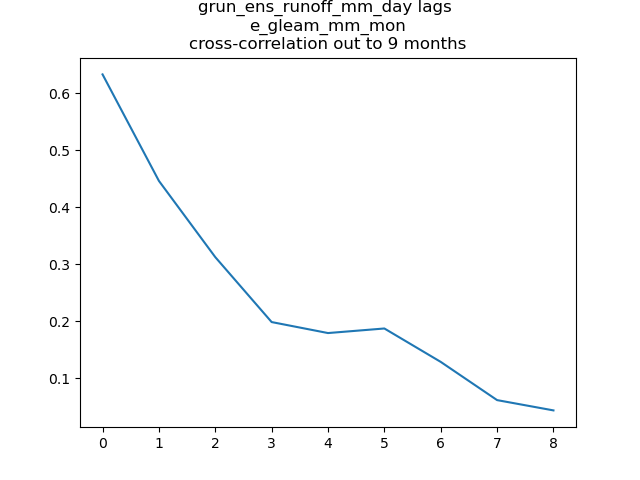 grun_ens_runoff_mm_day lags
e_gleam_mm_mon
cross-correlation out to 9 months
0.6
0.5
0.4
0.3
0.2
0.1
0 1 2 3 4 5 6 7 8